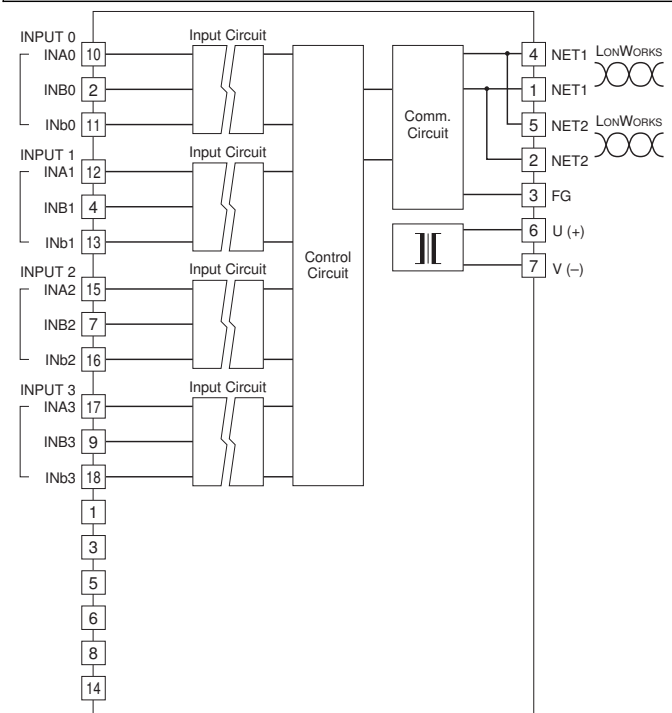 INPUT 0
INA0 10
INB0 2
INb0 11
Input Circuit
INPUT 1
INA1 12
INB1 4
INb1 13
Input Circuit
INPUT 2
INA2 15
INB2 7
INb2 16
Input Circuit
INPUT 3
INA3 17
INB3 9
INb3 18
Input Circuit
1
3
5
6
8
14
Control
Circuit
Comm.
Circuit
4 NET1 LONWORKS
1 NET1
5 NET2 LONWORKS
2 NET2
3 FG
6 U (+)
7 V (–)